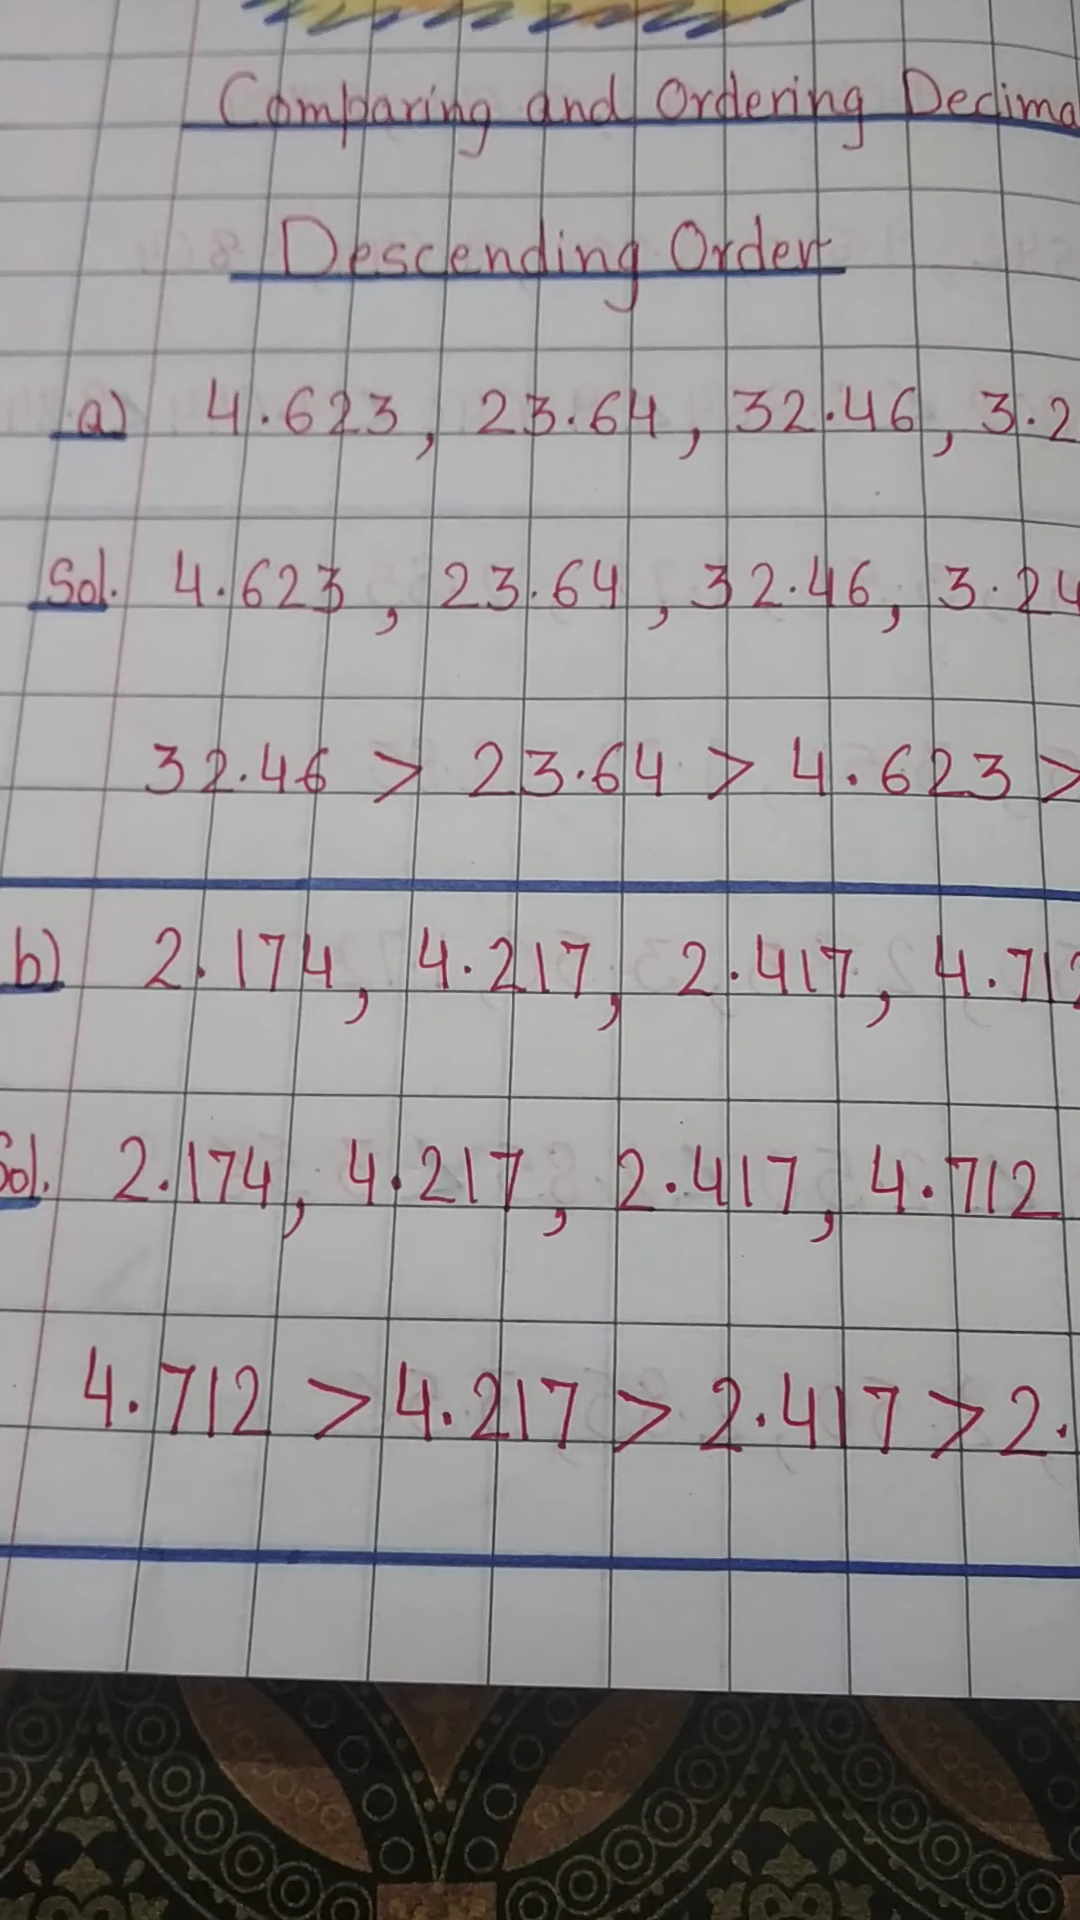 Comparing and Ordering Decima
Descending Order
a) 4.623, 23.64, 32.46, 3.2
Sol. 4.623, 23.64, 32.46, 3.24
32.46 > 23.64 > 4.623 >
b) 2.174, 4.217, 2.417, 4.712
Sol. 2.174, 4.217, 2.417, 4.712
4.712 > 4.217 > 2.417 > 2.